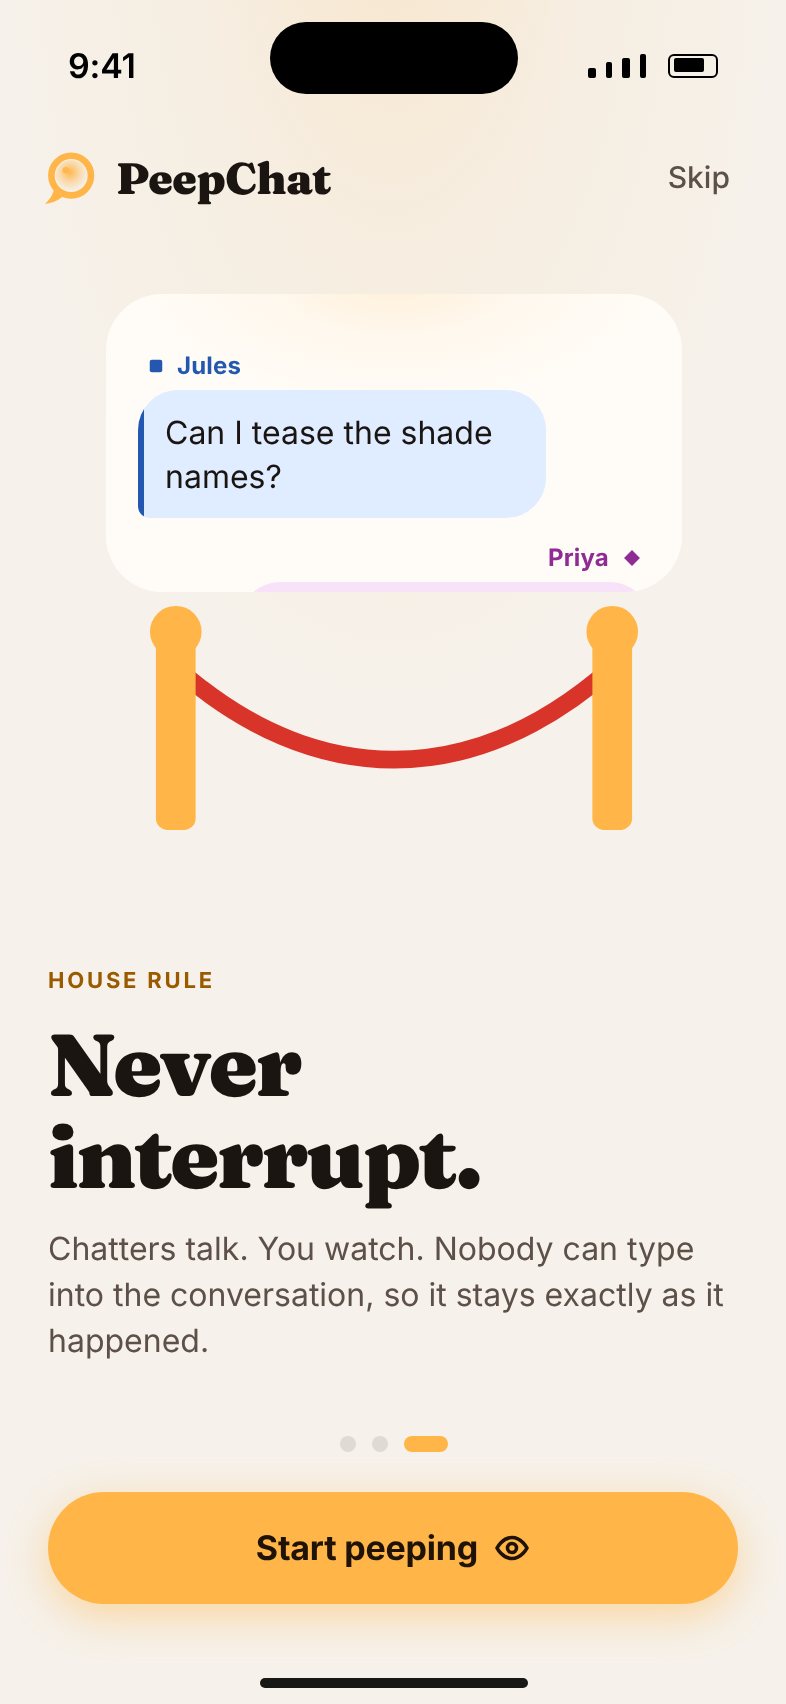 9:41
PeepChat
Skip
Jules
Can I tease the shade
names?
Priya
HOUSE RULE
Never
interrupt.
Chatters talk. You watch. Nobody can type
into the conversation, so it stays exactly as it
happened.
Start peeping